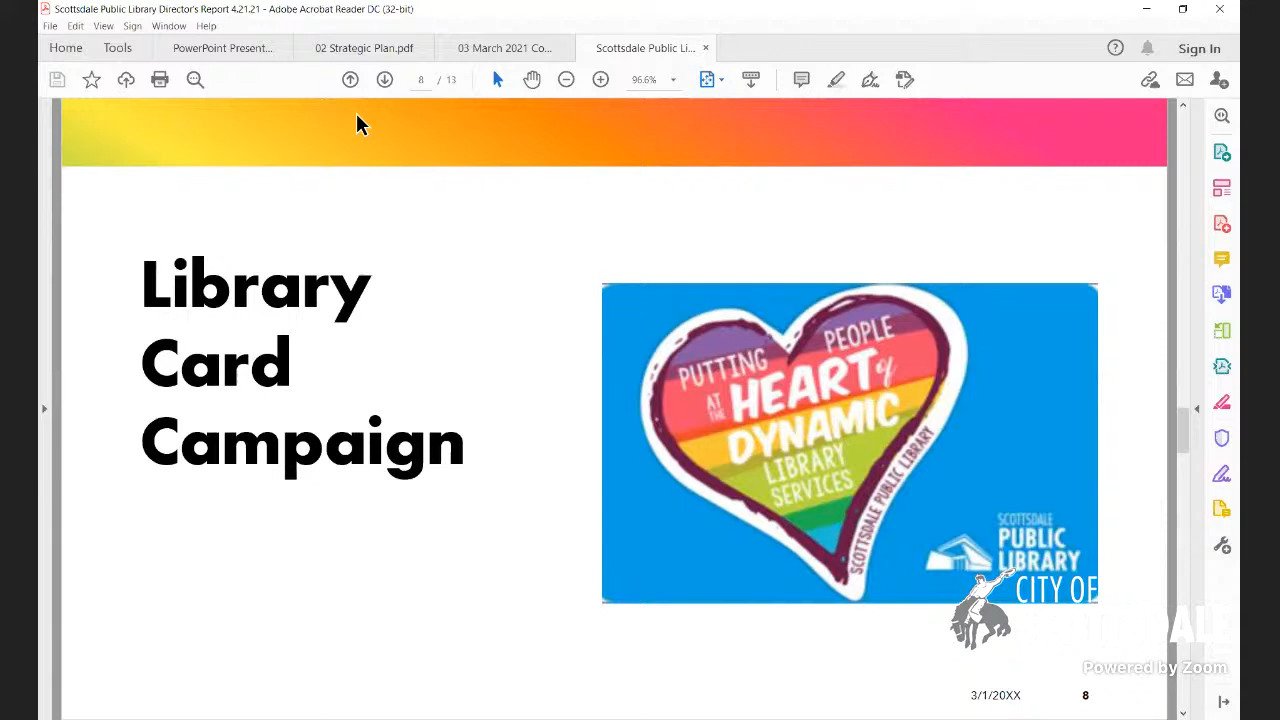 Scottsdale Public Library Director's Report 4.21.21 - Adobe Acrobat Reader DC (32-bit)
File Edit View Sign Window Help
Home Tools PowerPoint Present... 02 Strategic Plan.pdf 03 March 2021 Co... Scottsdale Public Li... × Sign In
8 / 13 96.6%
Library
Card
Campaign
PUTTING PEOPLE
AT THE HEART of
DYNAMIC
LIBRARY
SERVICES
SCOTTSDALE PUBLIC LIBRARY
SCOTTSDALE
PUBLIC
LIBRARY
CITY OF
SCOTTSDALE
Powered by Zoom
3/1/20XX 8